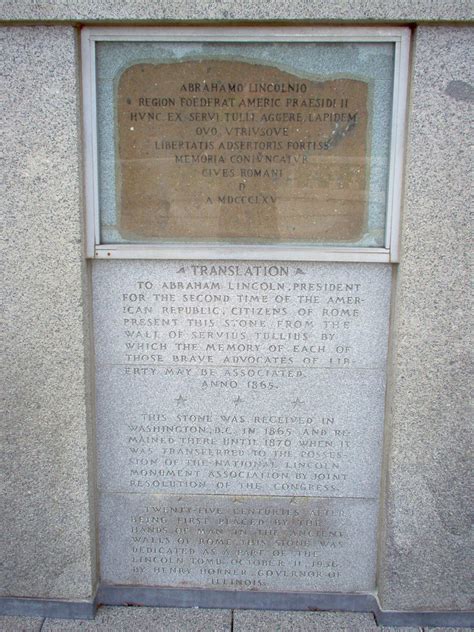 ABRAHAMO LINCOLNIO
REGION FOEDERAT AMERIC PRAESIDI II
HVNC EX SERVI TULLI AGGERE LAPIDEM
QVO VTRIVSQVE
LIBERTATIS ADSERTORIS FORTISS
MEMORIA CONIVNCATVR
CIVES ROMANI
D
A MDCCCLXV
TRANSLATION
TO ABRAHAM LINCOLN, PRESIDENT
FOR THE SECOND TIME OF THE AMER-
ICAN REPUBLIC, CITIZENS OF ROME
PRESENT THIS STONE, FROM THE
WALL OF SERVIUS TULLIUS, BY
WHICH THE MEMORY OF EACH OF
THOSE BRAVE ADVOCATES OF LIB-
ERTY MAY BE ASSOCIATED.
ANNO 1865.
THIS STONE WAS RECEIVED IN
WASHINGTON, D.C. IN 1865 AND RE-
MAINED THERE UNTIL 1870 WHEN IT
WAS TRANSFERRED TO THE POSSES-
SION OF THE NATIONAL LINCOLN
MONUMENT ASSOCIATION BY JOINT
RESOLUTION OF THE CONGRESS.
TWENTY-FIVE CENTURIES AFTER
BEING FIRST PLACED BY THE
HANDS OF MAN IN THE ANCIENT
WALLS OF ROME THIS STONE WAS
DEDICATED AS A PART OF THE
LINCOLN TOMB, OCTOBER 11, 1936,
BY HENRY HORNER, GOVERNOR OF
ILLINOIS.